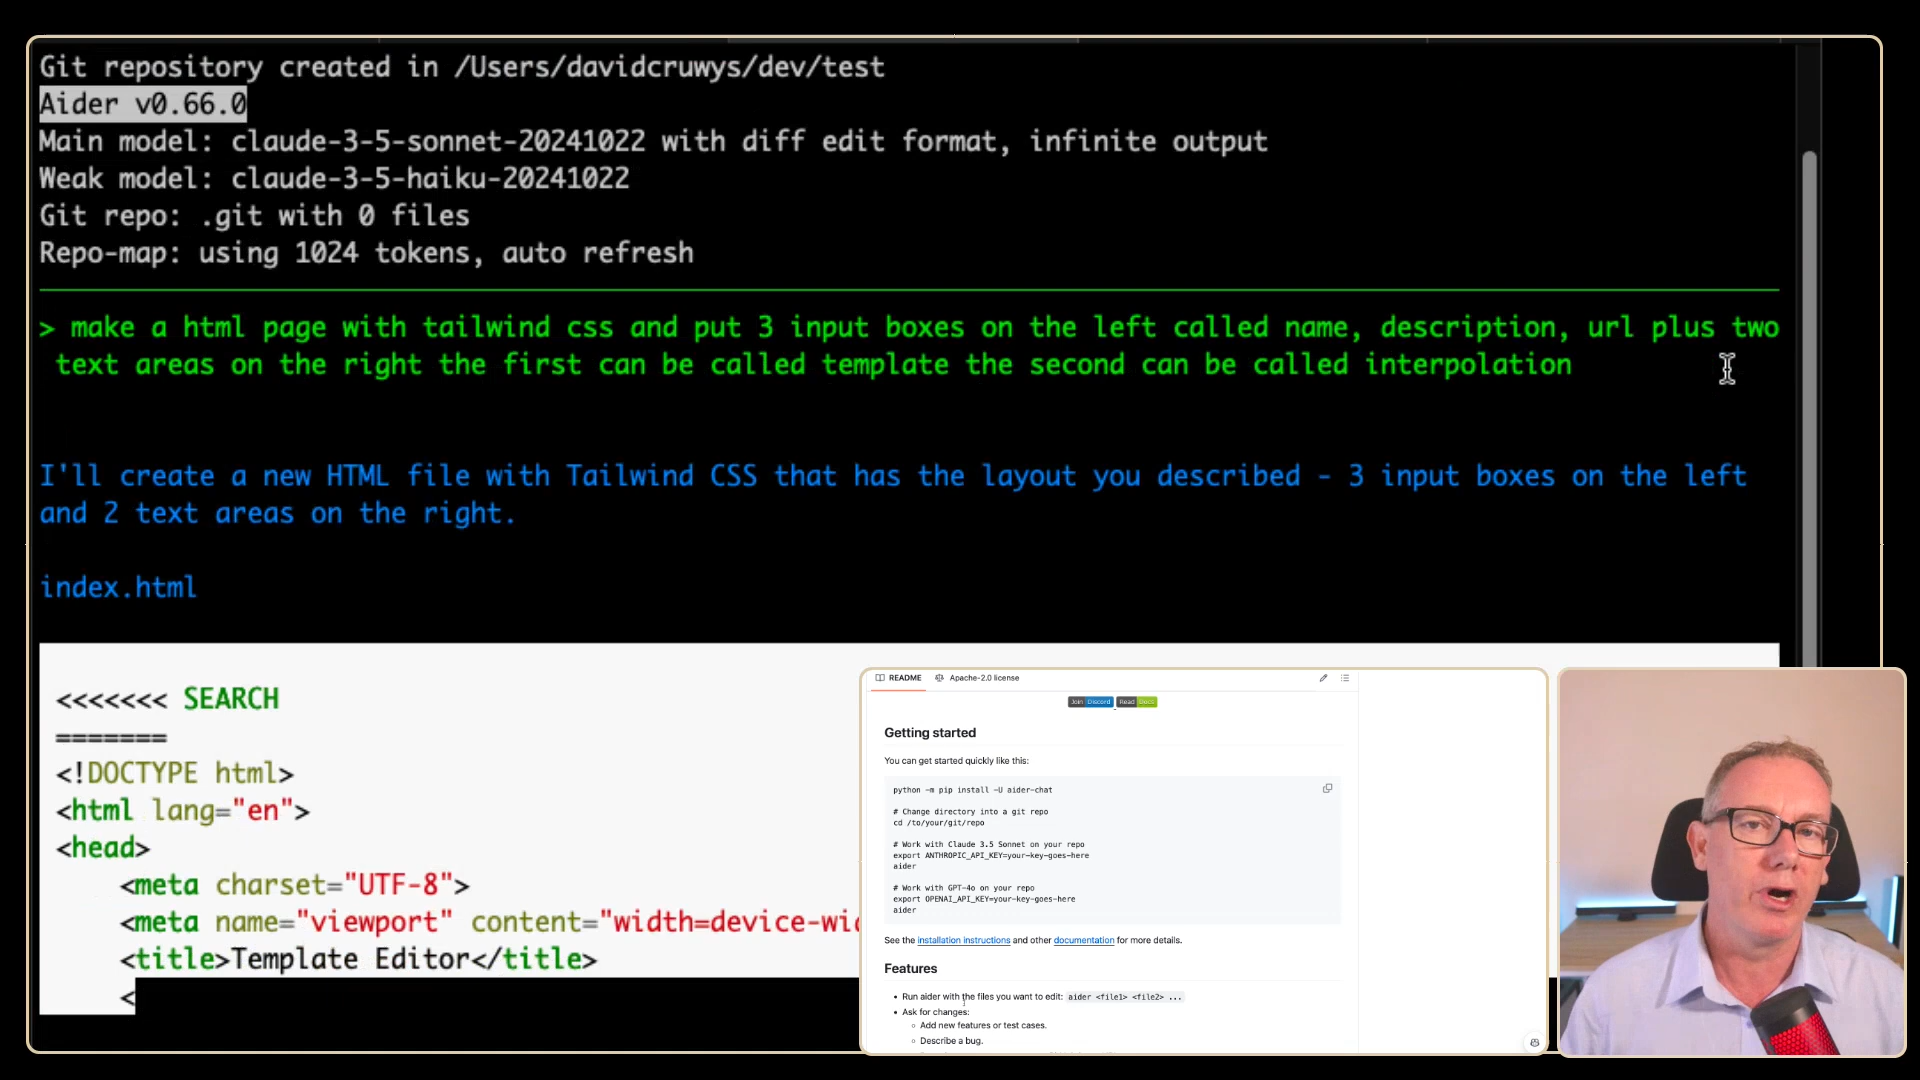 Git repository created in /Users/davidcruwys/dev/test
Aider v0.66.0
Main model: claude-3-5-sonnet-20241022 with diff edit format, infinite output
Weak model: claude-3-5-haiku-20241022
Git repo: .git with 0 files
Repo-map: using 1024 tokens, auto refresh
> make a html page with tailwind css and put 3 input boxes on the left called name, description, url plus two
text areas on the right the first can be called template the second can be called interpolation
I'll create a new HTML file with Tailwind CSS that has the layout you described - 3 input boxes on the left
and 2 text areas on the right.
index.html
<<<<<<< SEARCH
=======
<!DOCTYPE html>
<html lang="en">
<head>
<meta charset="UTF-8">
<meta name="viewport" content="width=device-wi
<title>Template Editor</title>
<
README Apache-2.0 license
Join Discord Read Docs
Getting started
You can get started quickly like this:
python -m pip install -U aider-chat
# Change directory into a git repo
cd /to/your/git/repo
# Work with Claude 3.5 Sonnet on your repo
export ANTHROPIC_API_KEY=your-key-goes-here
aider
# Work with GPT-4o on your repo
export OPENAI_API_KEY=your-key-goes-here
aider
See the installation instructions and other documentation for more details.
Features
• Run aider with the files you want to edit: aider <file1> <file2> ...
• Ask for changes:
Add new features or test cases.
Describe a bug.